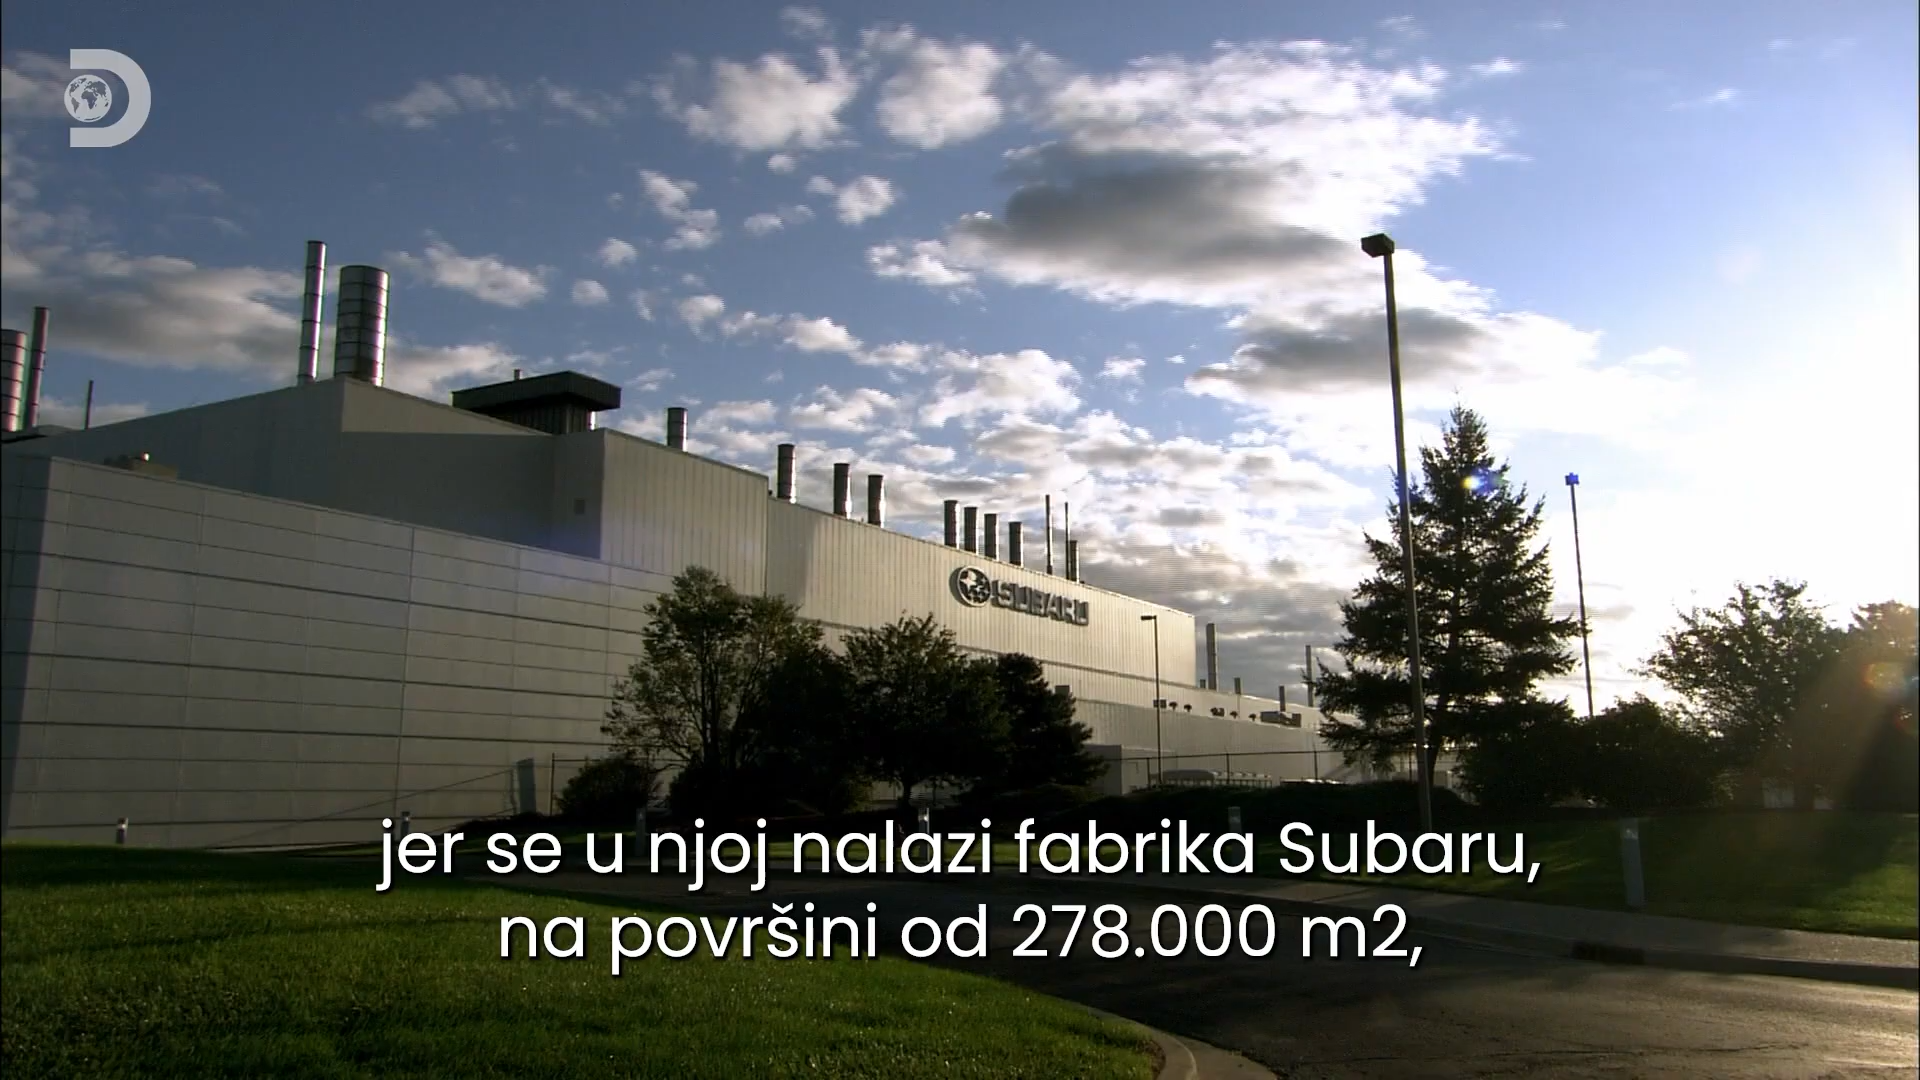 SUBARU
jer se u njoj nalazi fabrika Subaru,
na površini od 278.000 m2,